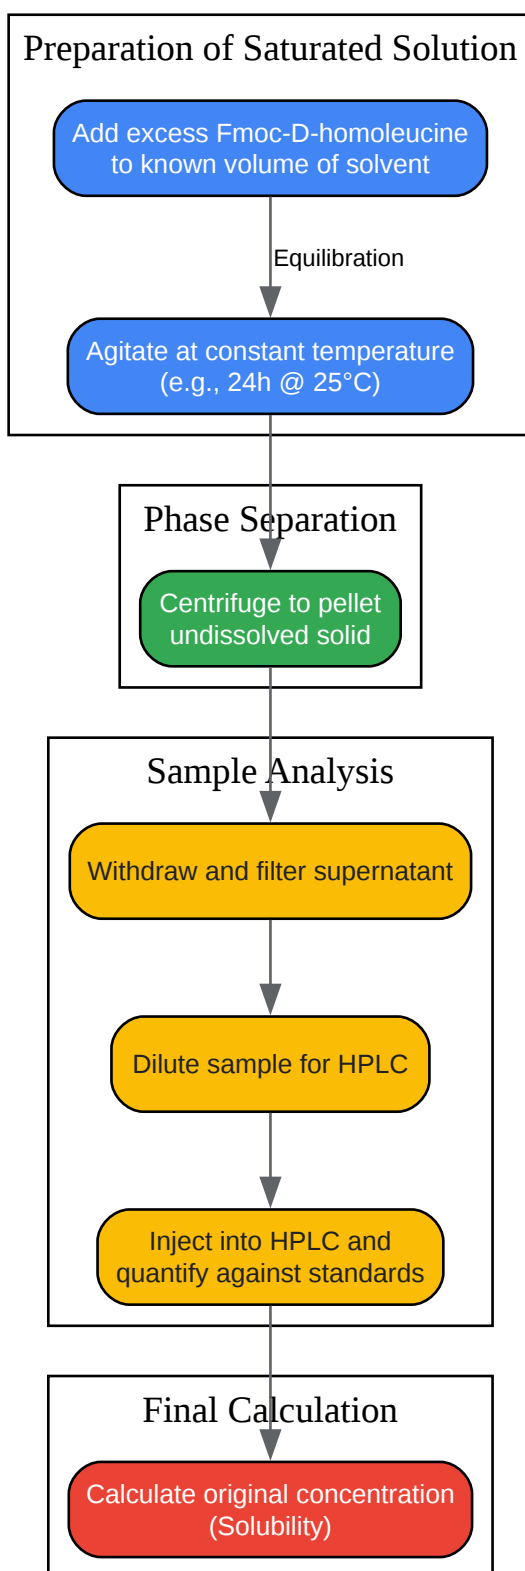 Preparation of Saturated Solution
Add excess Fmoc-D-homoleucine
to known volume of solvent
Equilibration
Agitate at constant temperature
(e.g., 24h @ 25°C)
Phase Separation
Centrifuge to pellet
undissolved solid
Sample Analysis
Withdraw and filter supernatant
Dilute sample for HPLC
Inject into HPLC and
quantify against standards
Final Calculation
Calculate original concentration
(Solubility)